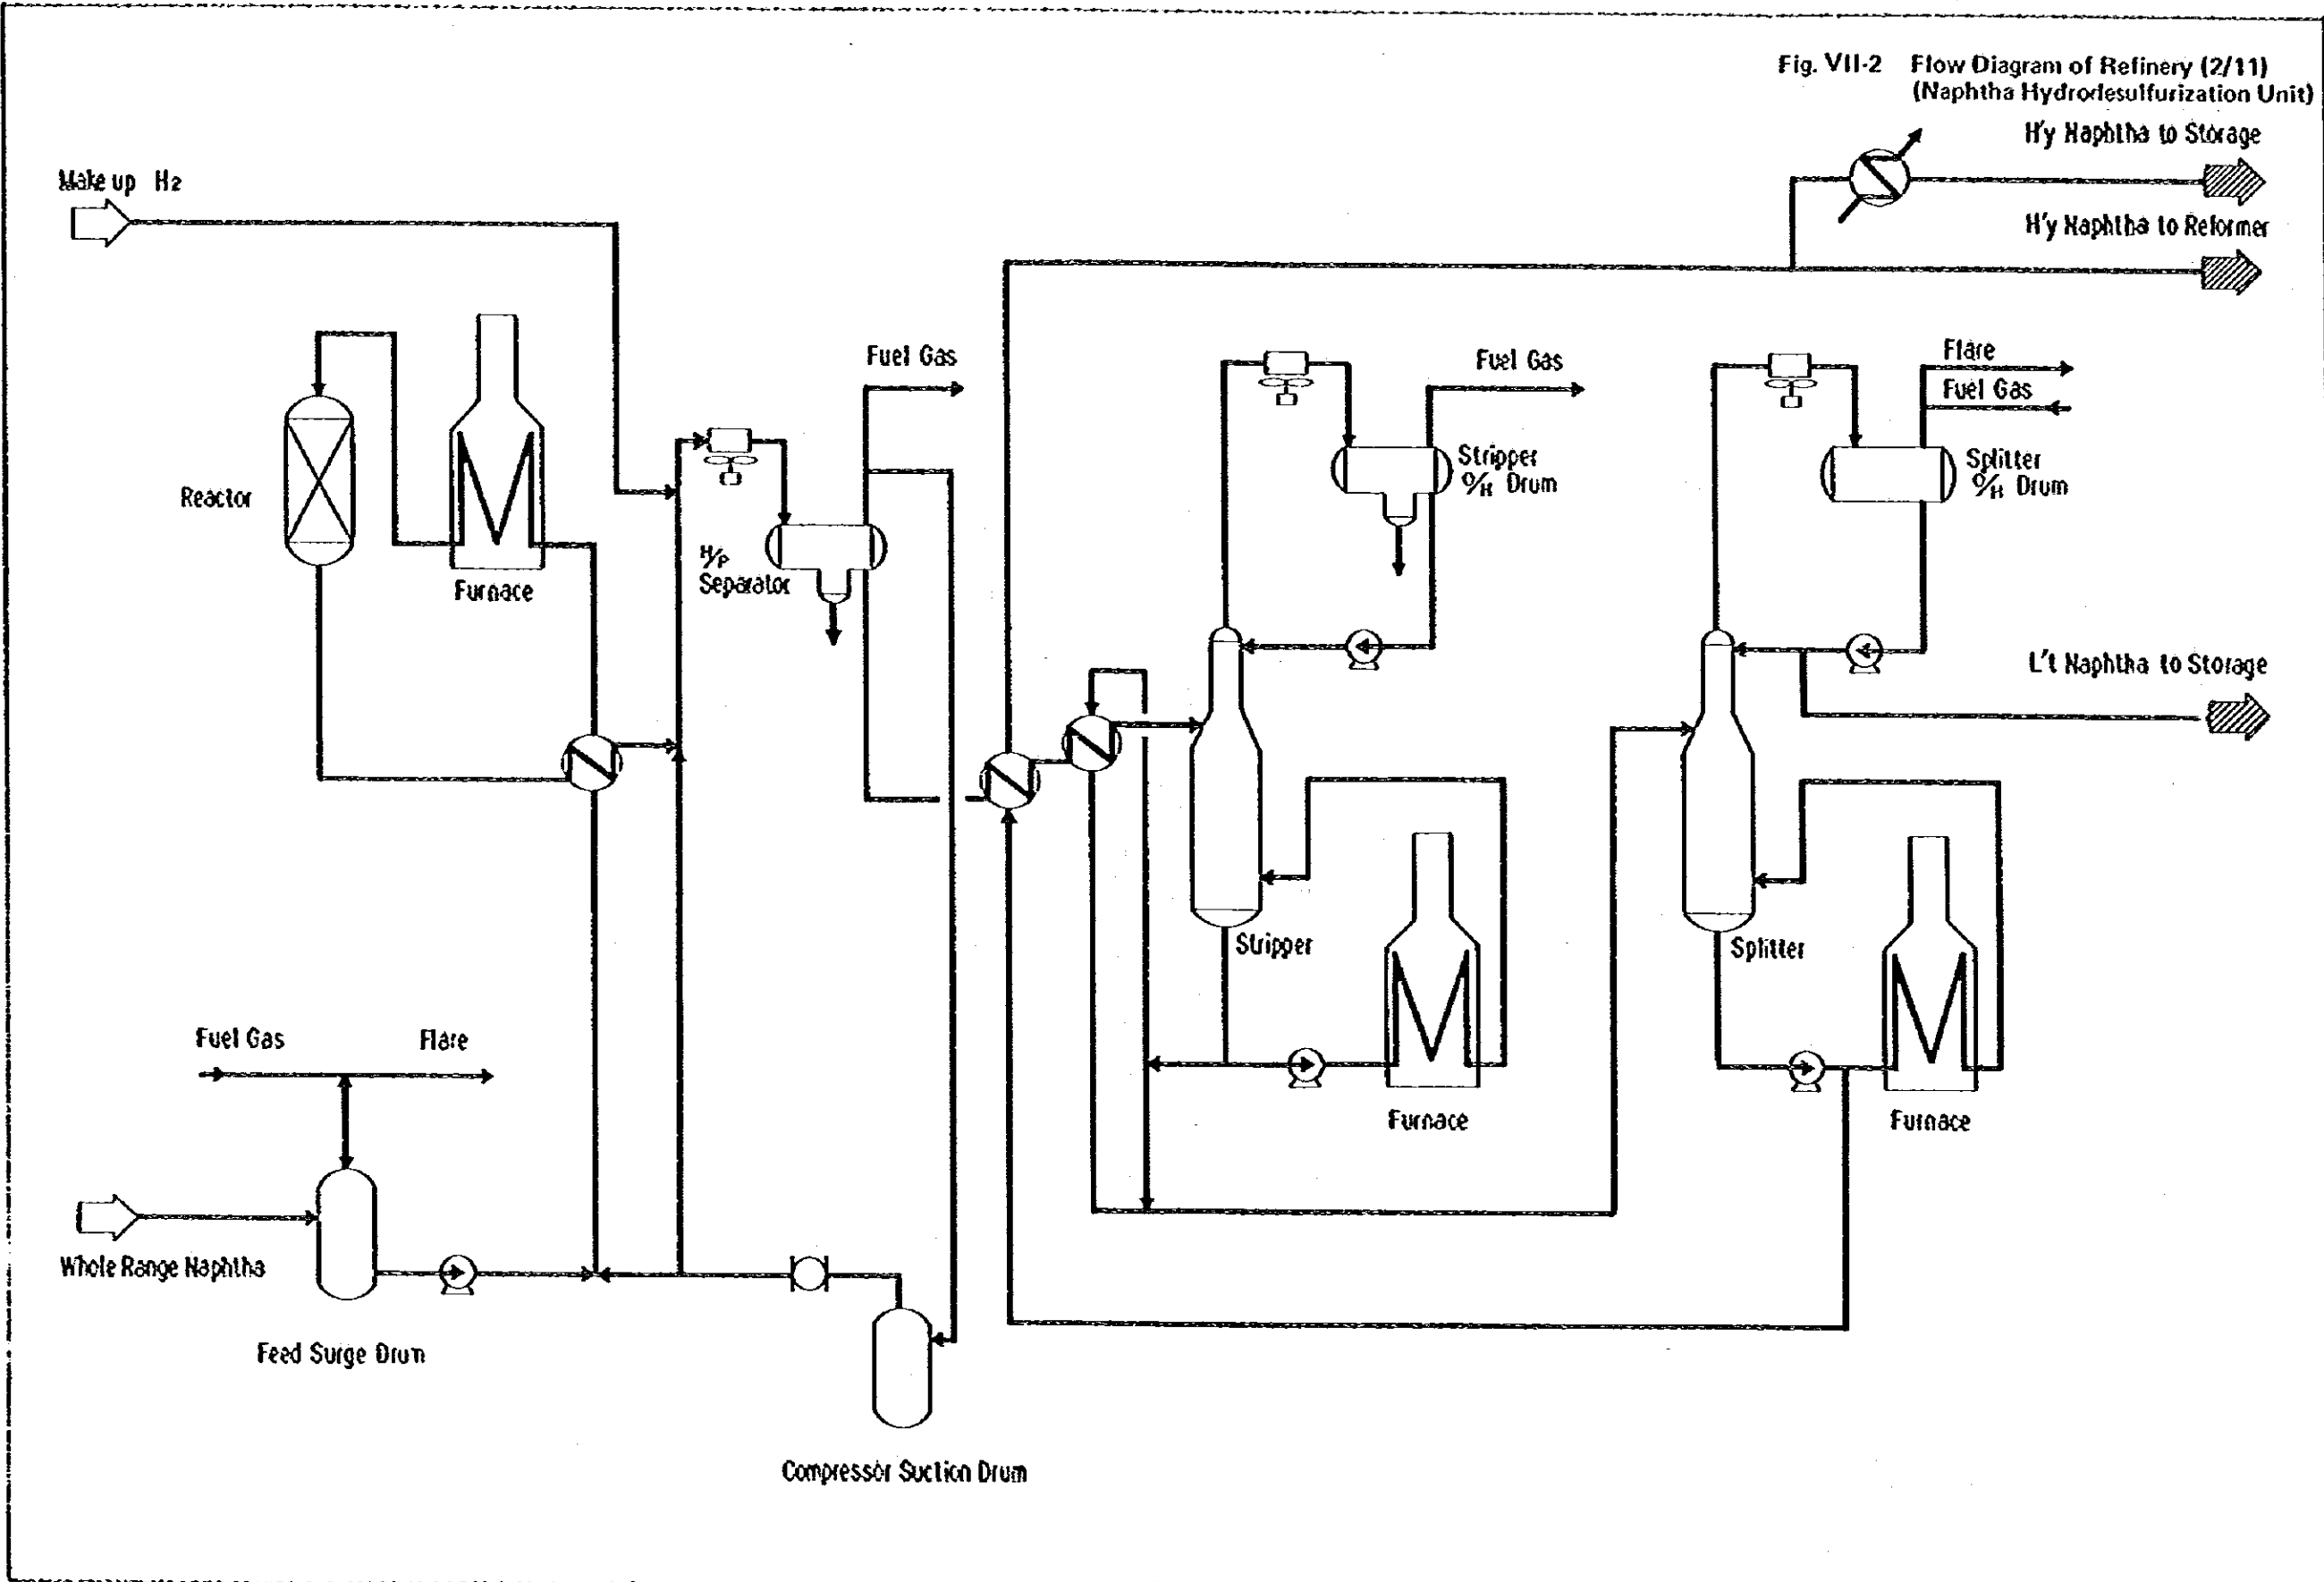 Fig. VII-2 Flow Diagram of Refinery (2/11)
(Naphtha Hydrodesulfurization Unit)
H'y Naphtha to Storage
Make up H2
H'y Naphtha to Reformer
Fuel Gas
Fuel Gas
Flare
Fuel Gas
Reactor
Furnace
H/P
Separator
Stripper
O/H Drum
Splitter
O/H Drum
L't Naphtha to Storage
Stripper
Splitter
Furnace
Furnace
Fuel Gas
Flare
Whole Range Naphtha
Feed Surge Drum
Compressor Suction Drum